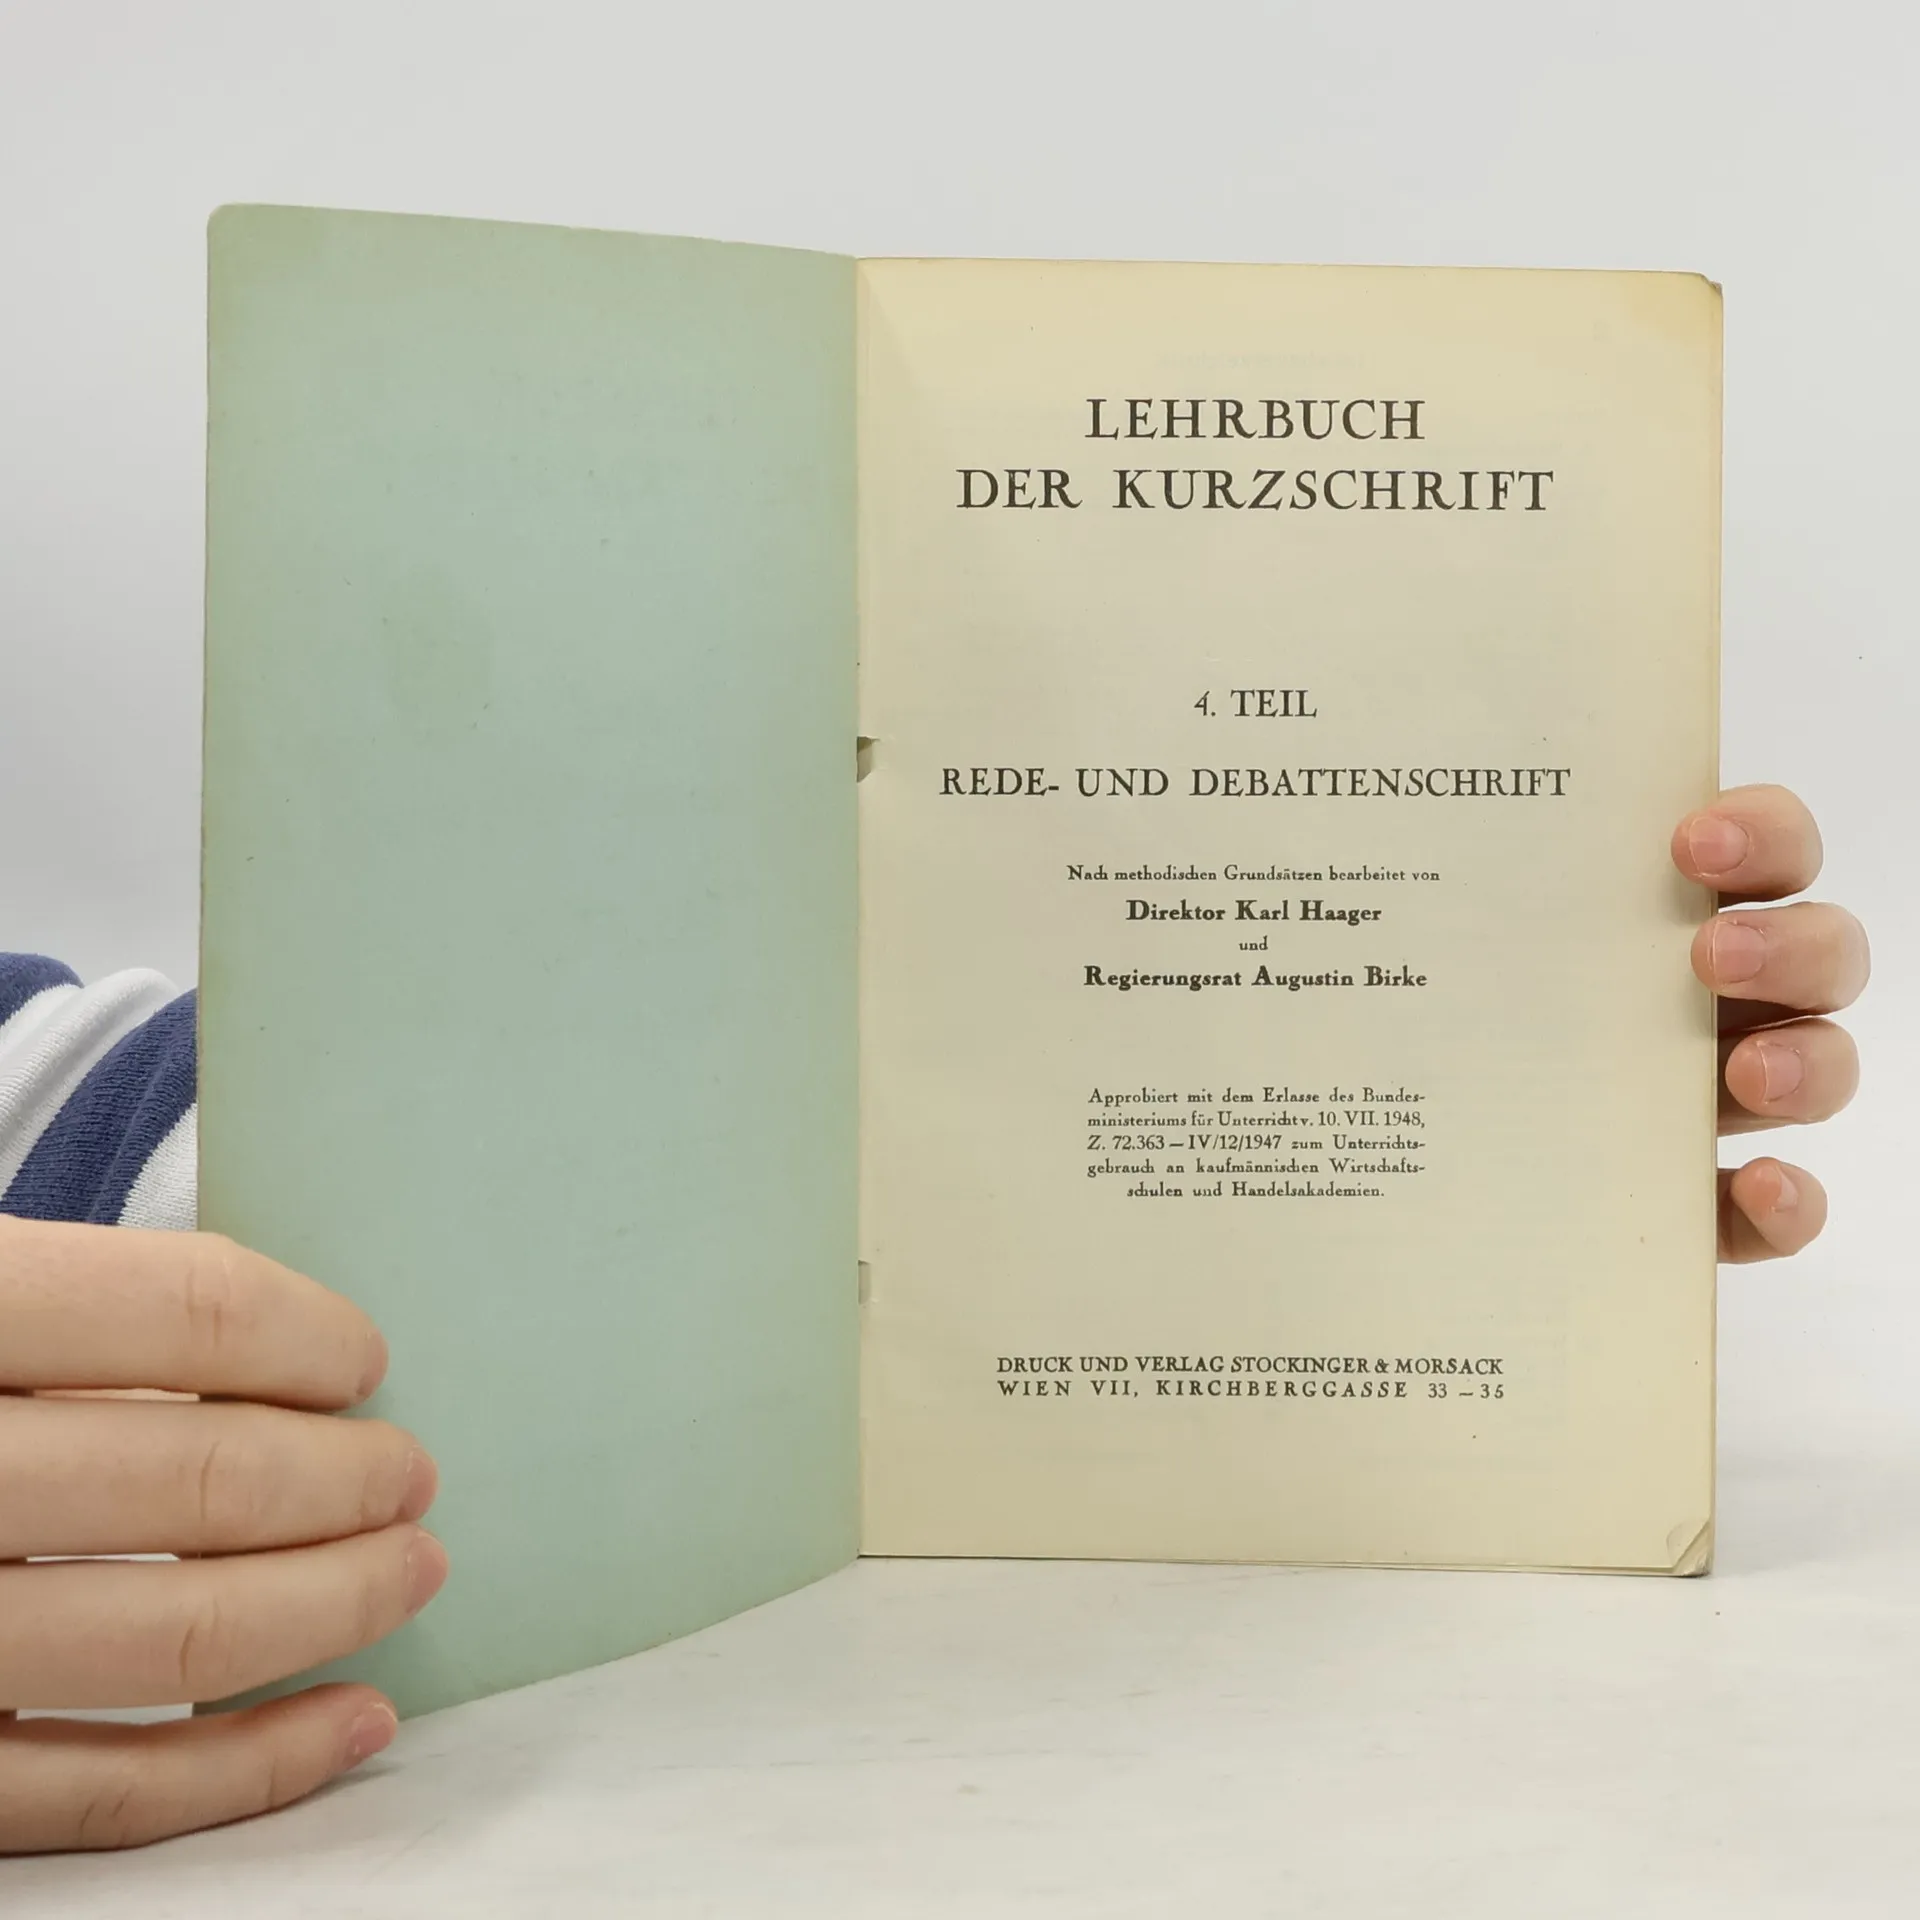 LEHRBUCH
DER KURZSCHRIFT
4. TEIL
REDE- UND DEBATTENSCHRIFT
Nach methodischen Grundsätzen bearbeitet von
Direktor Karl Haager
und
Regierungsrat Augustin Birke
Approbiert mit dem Erlasse des Bundes-
ministeriums für Unterricht v. 10. VII. 1948,
Z. 72.363 — IV/12/1947 zum Unterrichts-
gebrauch an kaufmännischen Wirtschafts-
schulen und Handelsakademien.
DRUCK UND VERLAG STOCKINGER & MORSACK
WIEN VII, KIRCHBERGGASSE 33 – 35